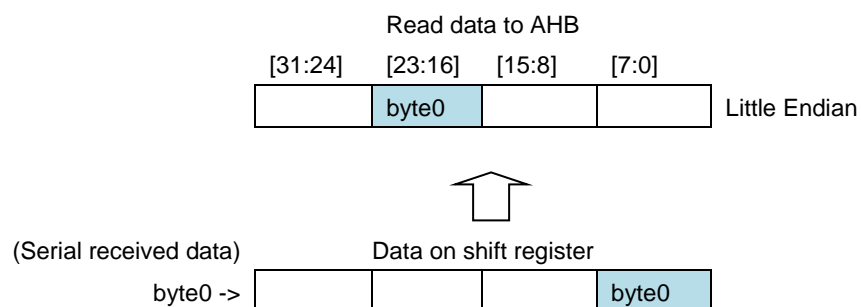 Read data to AHB
[31:24] [23:16] [15:8] [7:0]
byte0 Little Endian
(Serial received data) Data on shift register
byte0 -> byte0